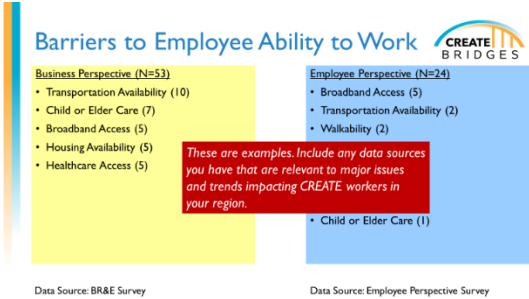 Barriers to Employee Ability to Work
CREATE
BRIDGES
Business Perspective (N=53)
• Transportation Availability (10)
• Child or Elder Care (7)
• Broadband Access (5)
• Housing Availability (5)
• Healthcare Access (5)
Employee Perspective (N=24)
• Broadband Access (5)
• Transportation Availability (2)
• Walkability (2)
• Child or Elder Care (1)
These are examples. Include any data sources
you have that are relevant to major issues
and trends impacting CREATE workers in
your region.
Data Source: BR&E Survey
Data Source: Employee Perspective Survey